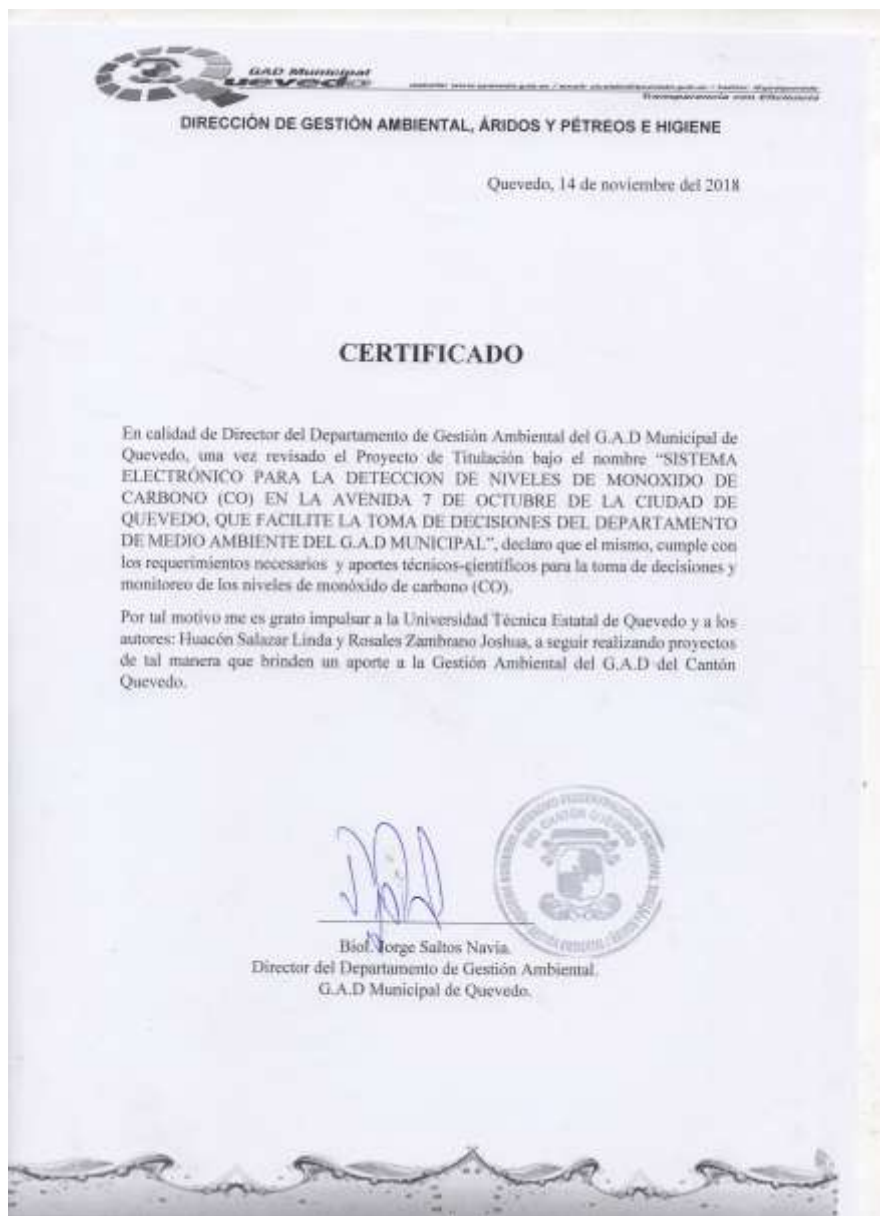 GAD Municipal
Quevedo
Transparencia con Eficiencia
DIRECCIÓN DE GESTIÓN AMBIENTAL, ÁRIDOS Y PÉTREOS E HIGIENE
Quevedo, 14 de noviembre del 2018
CERTIFICADO
En calidad de Director del Departamento de Gestión Ambiental del G.A.D Municipal de
Quevedo, una vez revisado el Proyecto de Titulación bajo el nombre “SISTEMA
ELECTRÓNICO PARA LA DETECCION DE NIVELES DE MONOXIDO DE
CARBONO (CO) EN LA AVENIDA 7 DE OCTUBRE DE LA CIUDAD DE
QUEVEDO, QUE FACILITE LA TOMA DE DECISIONES DEL DEPARTAMENTO
DE MEDIO AMBIENTE DEL G.A.D MUNICIPAL”, declaro que el mismo, cumple con
los requerimientos necesarios y aportes técnicos-científicos para la toma de decisiones y
monitoreo de los niveles de monóxido de carbono (CO).
Por tal motivo me es grato impulsar a la Universidad Técnica Estatal de Quevedo y a los
autores: Huacón Salazar Linda y Rosales Zambrano Joshua, a seguir realizando proyectos
de tal manera que brinden un aporte a la Gestión Ambiental del G.A.D del Cantón
Quevedo.
DEL CANTÓN QUEVEDO
Biol. Jorge Saltos Navia.
Director del Departamento de Gestión Ambiental.
G.A.D Municipal de Quevedo.